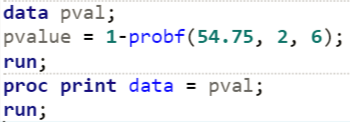 data pval;
pvalue = 1-probf(54.75, 2, 6);
run;
proc print data = pval;
run;